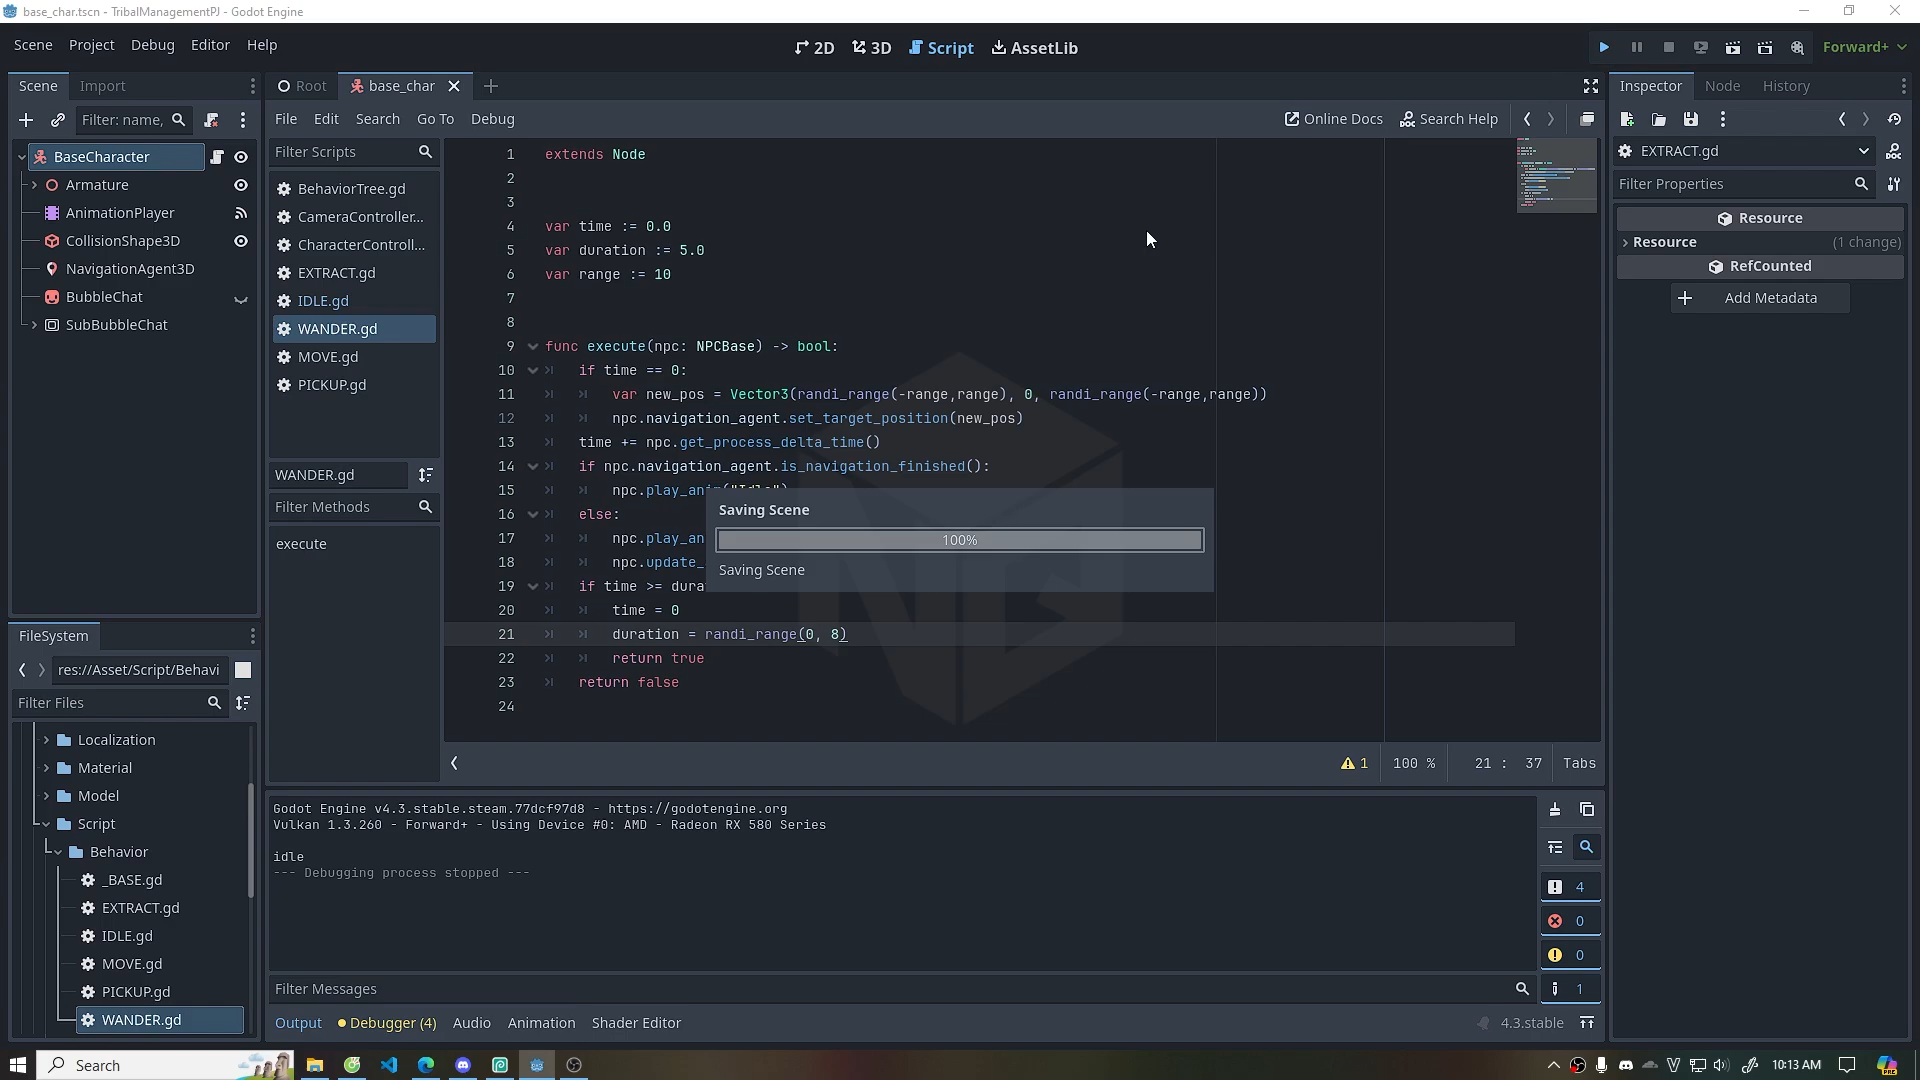 base_char.tscn - TribalManagementPJ - Godot Engine
Scene Project Debug Editor Help
2D 3D Script AssetLib
Forward+
Scene Import
Root base_char
Inspector Node History
Filter: name,
File Edit Search Go To Debug
Online Docs Search Help
BaseCharacter
Armature
AnimationPlayer
CollisionShape3D
NavigationAgent3D
BubbleChat
SubBubbleChat
Filter Scripts
BehaviorTree.gd
CameraController...
CharacterControll...
EXTRACT.gd
IDLE.gd
WANDER.gd
MOVE.gd
PICKUP.gd
WANDER.gd
Filter Methods
execute
1 extends Node
2
3
4 var time := 0.0
5 var duration := 5.0
6 var range := 10
7
8
9 func execute(npc: NPCBase) -> bool:
10 if time == 0:
11 var new_pos = Vector3(randi_range(-range,range), 0, randi_range(-range,range))
12 npc.navigation_agent.set_target_position(new_pos)
13 time += npc.get_process_delta_time()
14 if npc.navigation_agent.is_navigation_finished():
15 npc.play_anim("Idle")
16 else:
17 npc.play_an
18 npc.update_
19 if time >= dura
20 time = 0
21 duration = randi_range(0, 8)
22 return true
23 return false
24
Saving Scene
100%
Saving Scene
1 100 % 21 : 37 Tabs
EXTRACT.gd
Filter Properties
Resource
Resource (1 change)
RefCounted
Add Metadata
FileSystem
res://Asset/Script/Behavi
Filter Files
Localization
Material
Model
Script
Behavior
_BASE.gd
EXTRACT.gd
IDLE.gd
MOVE.gd
PICKUP.gd
WANDER.gd
Godot Engine v4.3.stable.steam.77dcf97d8 - https://godotengine.org
Vulkan 1.3.260 - Forward+ - Using Device #0: AMD - Radeon RX 580 Series
idle
--- Debugging process stopped ---
4
0
0
1
Filter Messages
Output Debugger (4) Audio Animation Shader Editor
4.3.stable
Search
10:13 AM